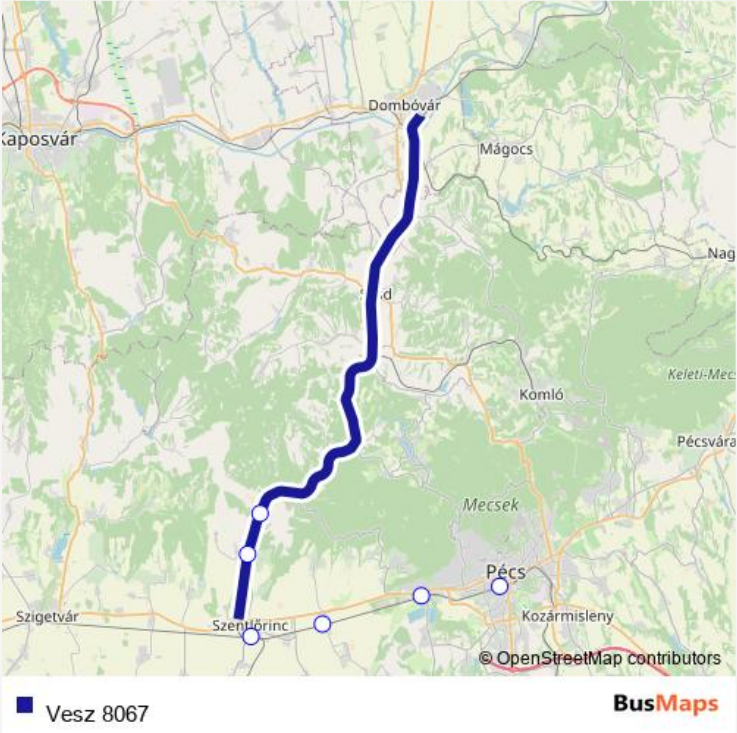 Dombóvár
Kaposvár
Mágocs
Nag
Komló
Keleti-Mecs
Pécsvára
Mecsek
Pécs
Szigetvár
Szentlőrinc
Kozármisleny
© OpenStreetMap contributors
Vesz 8067
BusMaps